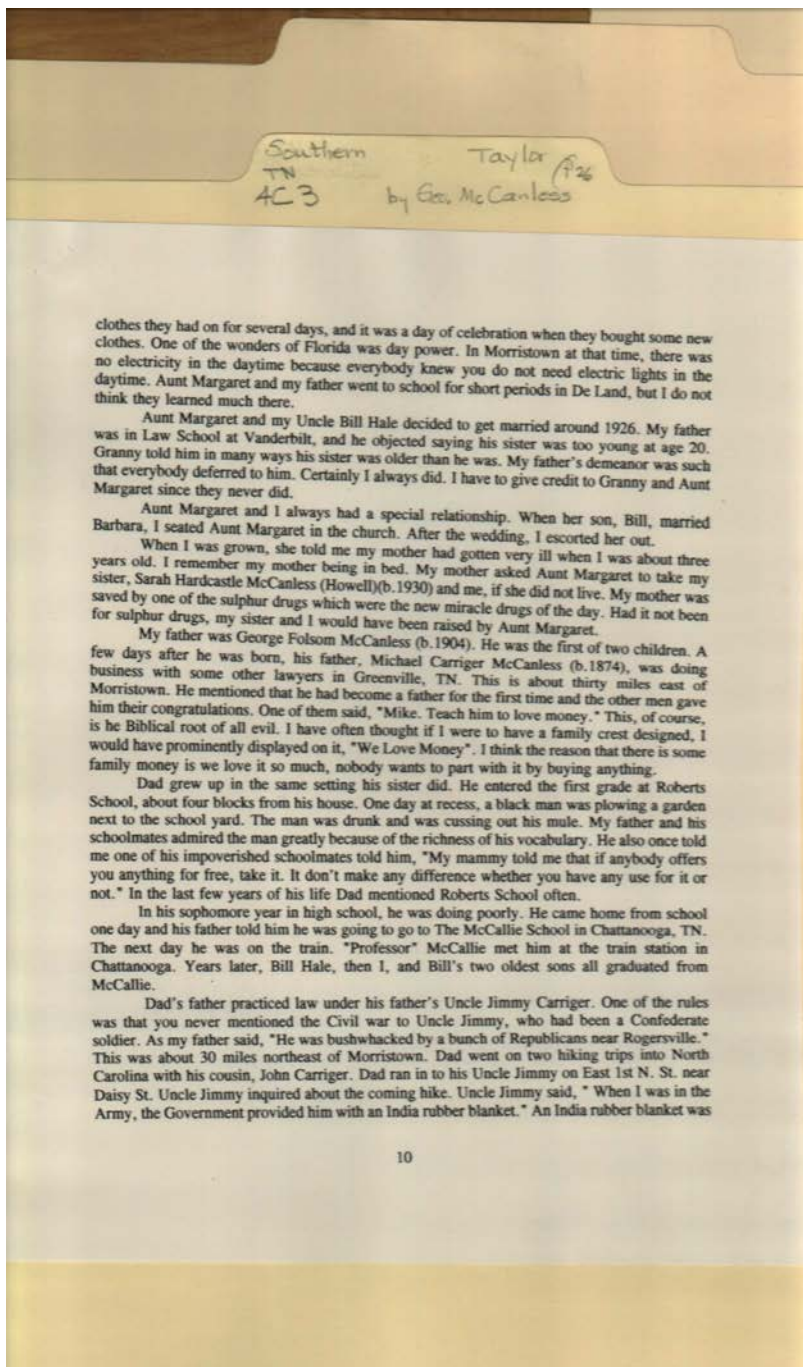 Southern Taylor
TN P 26
4C3 by Geo. McCanless
clothes they had on for several days, and it was a day of celebration when they bought some new
clothes. One of the wonders of Florida was day power. In Morristown at that time, there was
no electricity in the daytime because everybody knew you do not need electric lights in the
daytime. Aunt Margaret and my father went to school for short periods in De Land, but I do not
think they learned much there.
Aunt Margaret and my Uncle Bill Hale decided to get married around 1926. My father
was in Law School at Vanderbilt, and he objected saying his sister was too young at age 20.
Granny told him in many ways his sister was older than he was. My father's demeanor was such
that everybody deferred to him. Certainly I always did. I have to give credit to Granny and Aunt
Margaret since they never did.
Aunt Margaret and I always had a special relationship. When her son, Bill, married
Barbara, I seated Aunt Margaret in the church. After the wedding, I escorted her out.
When I was grown, she told me my mother had gotten very ill when I was about three
years old. I remember my mother being in bed. My mother asked Aunt Margaret to take my
sister, Sarah Hardcastle McCanless (Howell)(b.1930) and me, if she did not live. My mother was
saved by one of the sulphur drugs which were the new miracle drugs of the day. Had it not been
for sulphur drugs, my sister and I would have been raised by Aunt Margaret.
My father was George Folsom McCanless (b.1904). He was the first of two children. A
few days after he was born, his father, Michael Carriger McCanless (b.1874), was doing
business with some other lawyers in Greenville, TN. This is about thirty miles east of
Morristown. He mentioned that he had become a father for the first time and the other men gave
him their congratulations. One of them said, "Mike. Teach him to love money." This, of course,
is he Biblical root of all evil. I have often thought if I were to have a family crest designed, I
would have prominently displayed on it, "We Love Money". I think the reason that there is some
family money is we love it so much, nobody wants to part with it by buying anything.
Dad grew up in the same setting his sister did. He entered the first grade at Roberts
School, about four blocks from his house. One day at recess, a black man was plowing a garden
next to the school yard. The man was drunk and was cussing out his mule. My father and his
schoolmates admired the man greatly because of the richness of his vocabulary. He also once told
me one of his impoverished schoolmates told him, "My mammy told me that if anybody offers
you anything for free, take it. It don't make any difference whether you have any use for it or
not." In the last few years of his life Dad mentioned Roberts School often.
In his sophomore year in high school, he was doing poorly. He came home from school
one day and his father told him he was going to go to The McCallie School in Chattanooga, TN.
The next day he was on the train. "Professor" McCallie met him at the train station in
Chattanooga. Years later, Bill Hale, then I, and Bill's two oldest sons all graduated from
McCallie.
Dad's father practiced law under his father's Uncle Jimmy Carriger. One of the rules
was that you never mentioned the Civil war to Uncle Jimmy, who had been a Confederate
soldier. As my father said, "He was bushwhacked by a bunch of Republicans near Rogersville."
This was about 30 miles northeast of Morristown. Dad went on two hiking trips into North
Carolina with his cousin, John Carriger. Dad ran in to his Uncle Jimmy on East 1st N. St. near
Daisy St. Uncle Jimmy inquired about the coming hike. Uncle Jimmy said, " When I was in the
Army, the Government provided him with an India rubber blanket." An India rubber blanket was
10